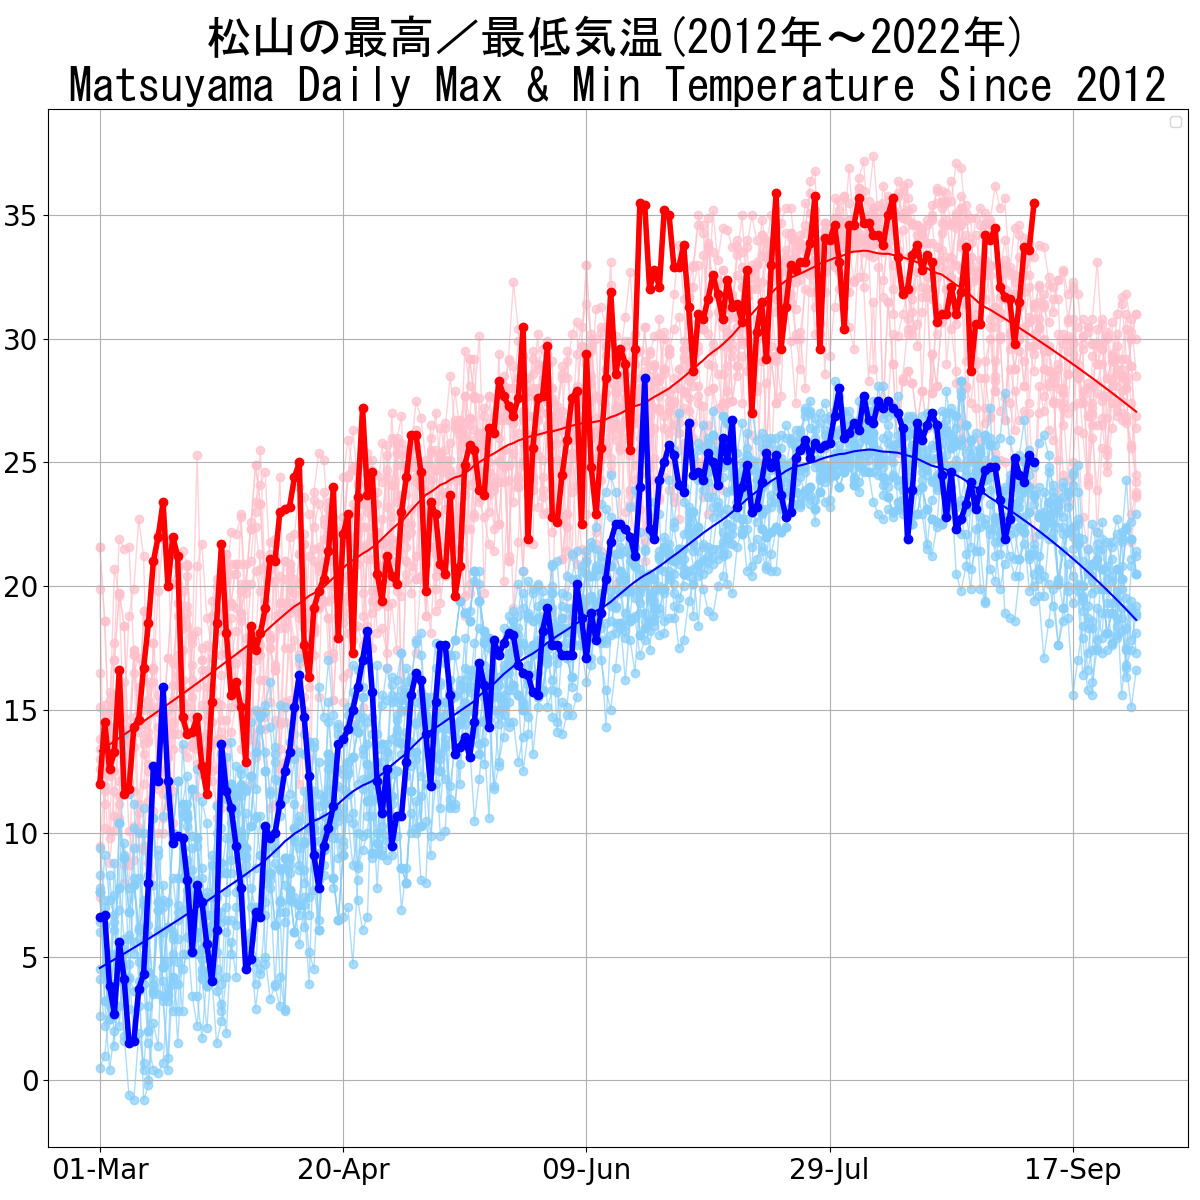 松山の最高／最低気温(2012年～2022年)
Matsuyama Daily Max & Min Temperature Since 2012
35
30
25
20
15
10
5
0
01-Mar 20-Apr 09-Jun 29-Jul 17-Sep